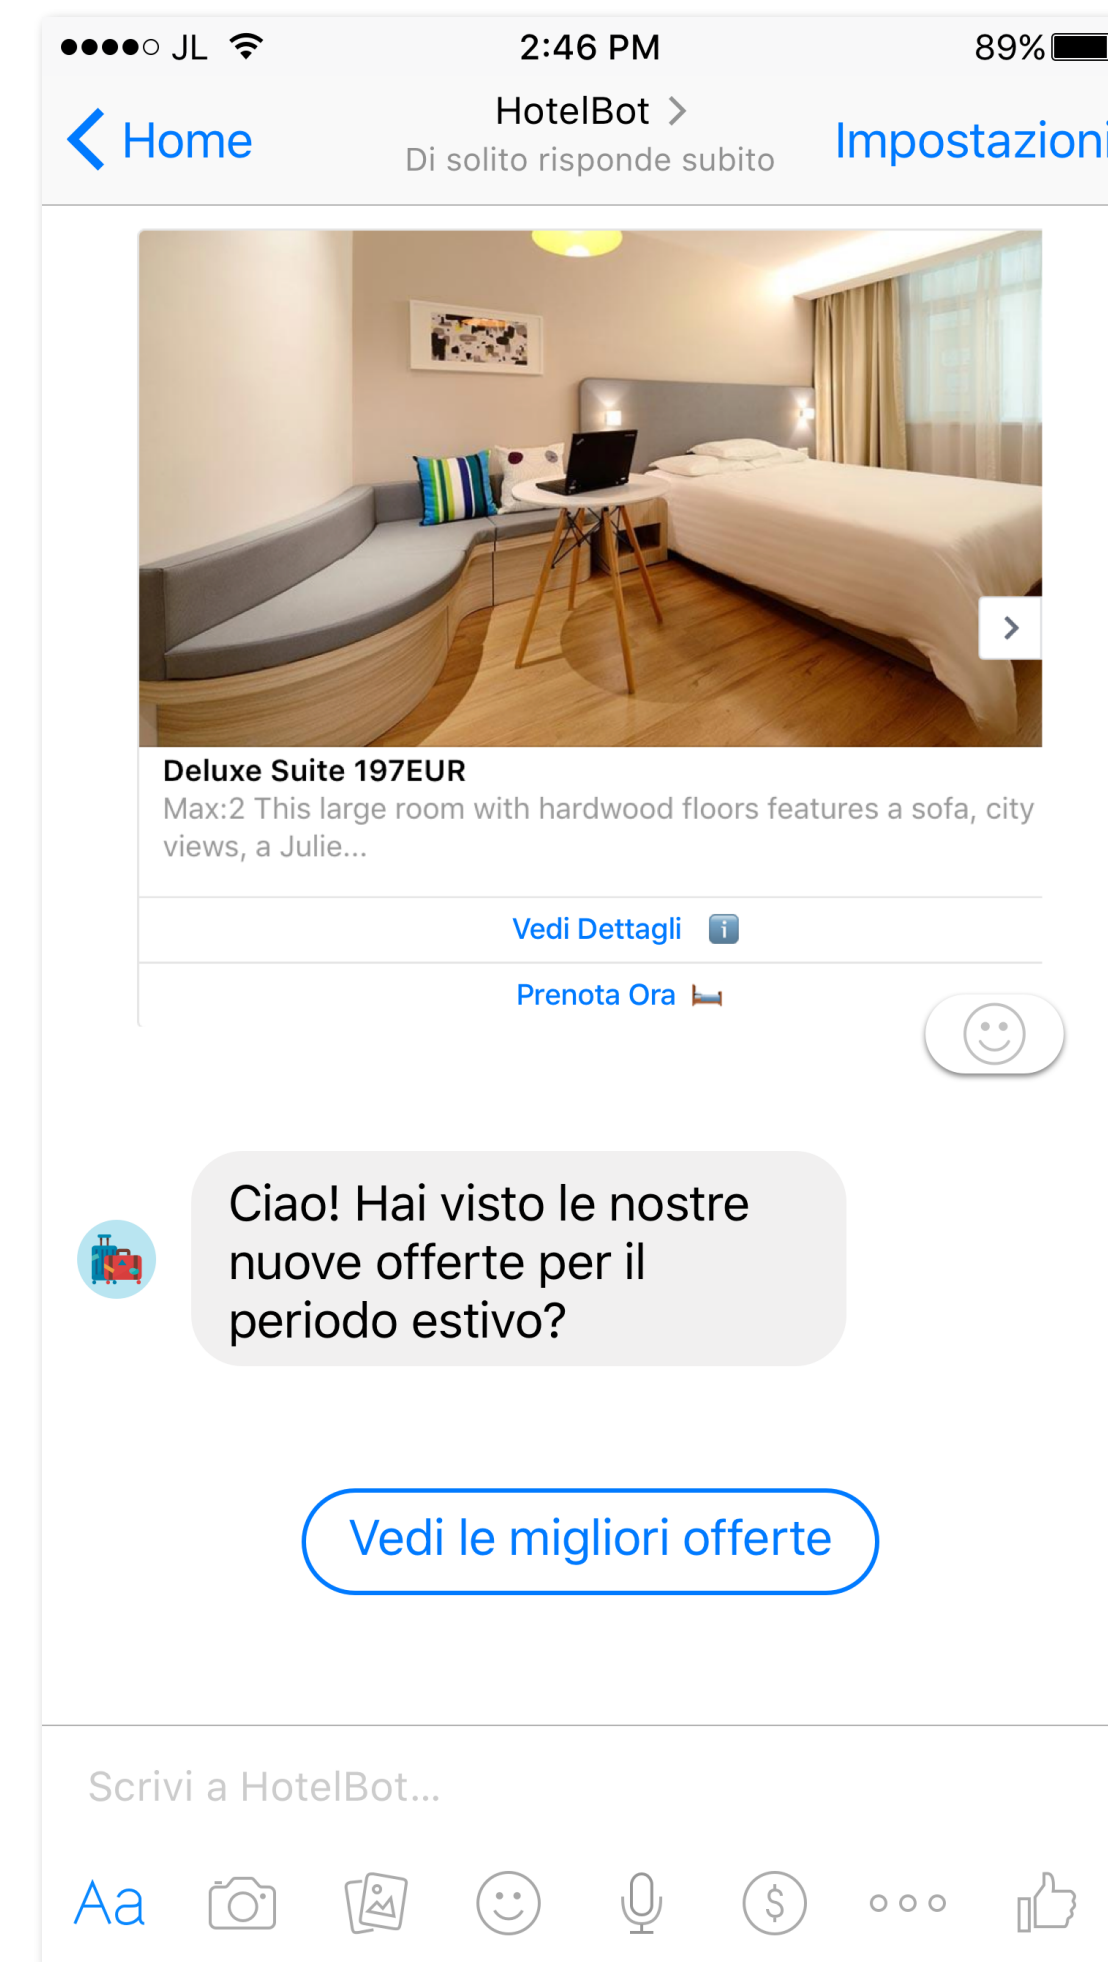 JL 2:46 PM 89%
HotelBot
Home
Impostazioni
Di solito risponde subito
Deluxe Suite 197EUR
Max:2 This large room with hardwood floors features a sofa, city
views, a Julie...
Vedi Dettagli
Prenota Ora
Ciao! Hai visto le nostre
nuove offerte per il
periodo estivo?
Vedi le migliori offerte
Scrivi a HotelBot...
Aa